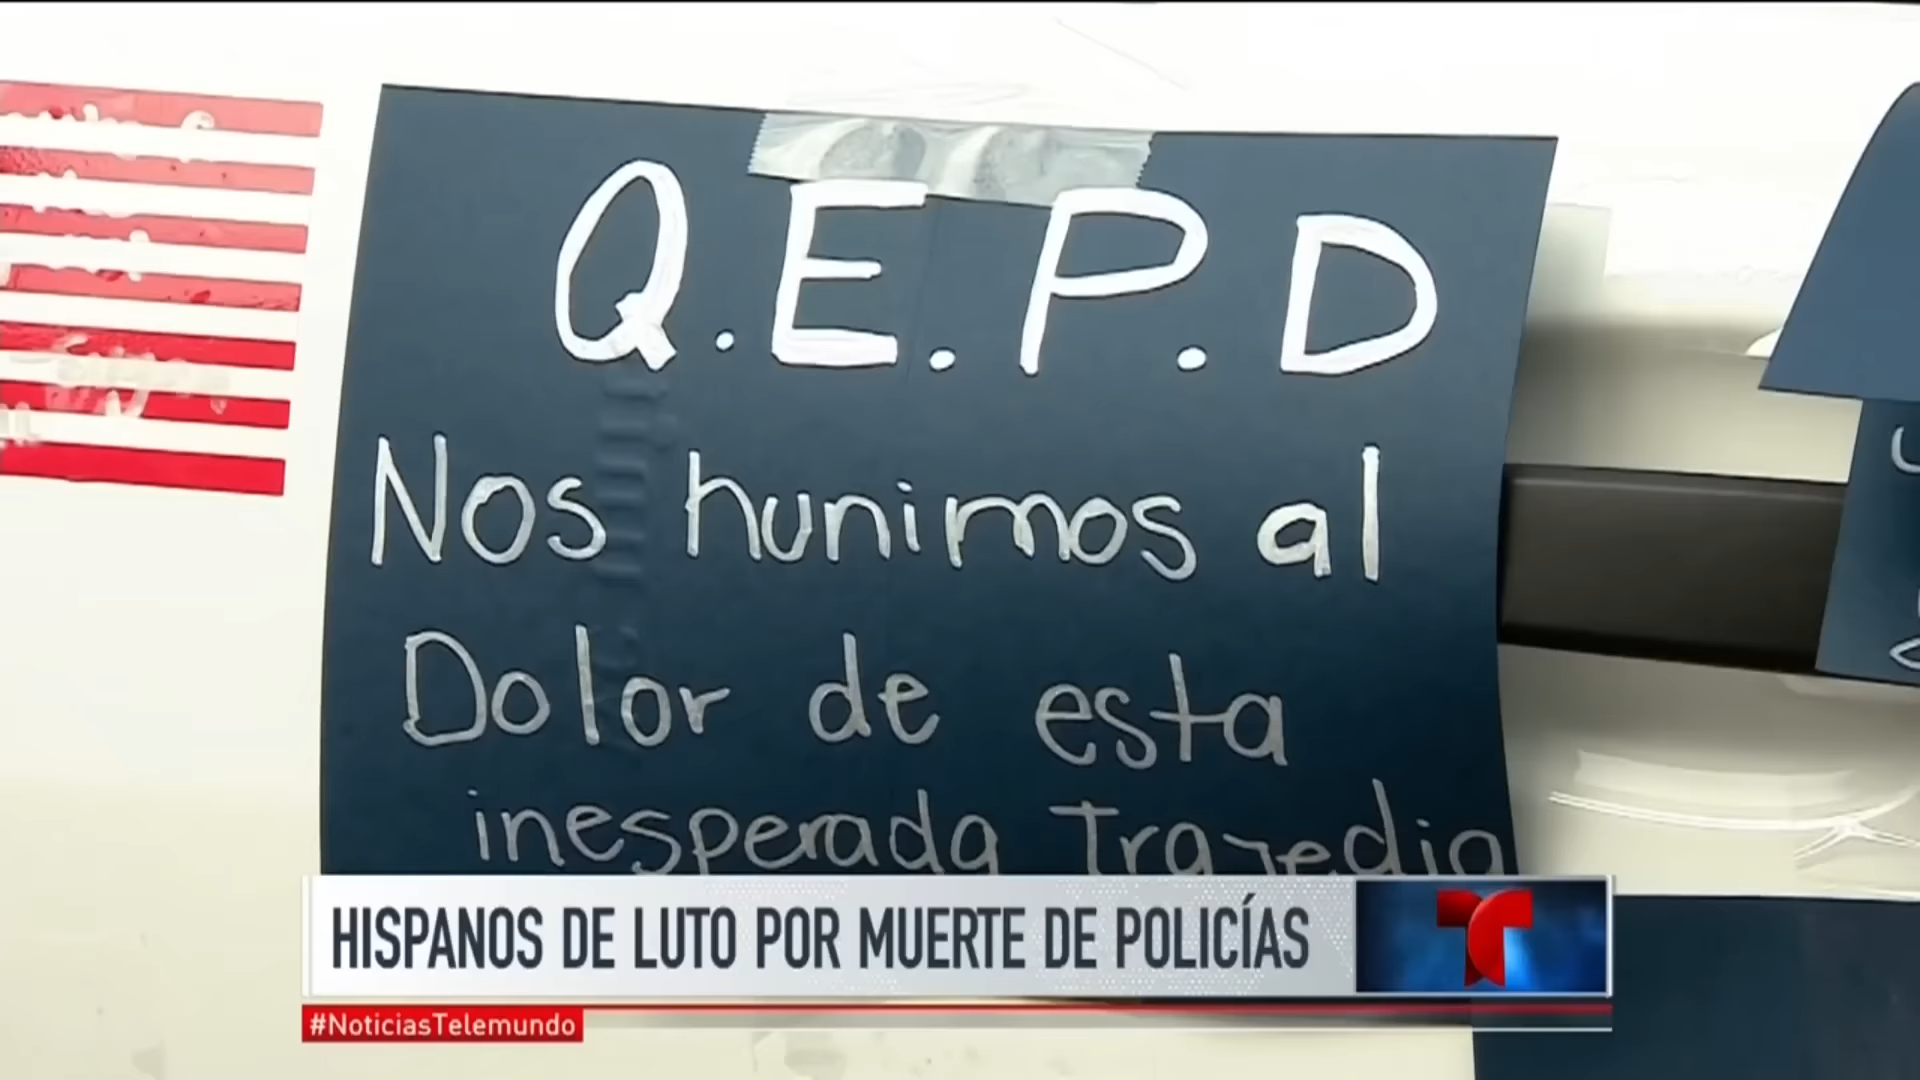 Q.E.P.D
Nos hunimos al
Dolor de esta
inesperada Tragedia
HISPANOS DE LUTO POR MUERTE DE POLICÍAS
#NoticiasTelemundo